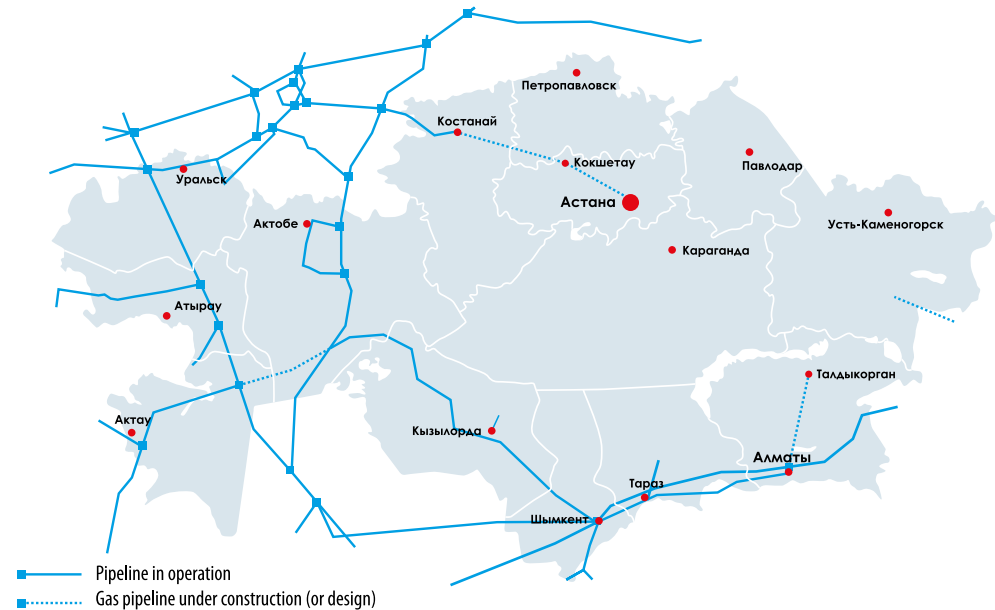 Петропавловск
Костанай
Кокшетау
Павлодар
Уральск
Астана
Актобе
Усть-Каменогорск
Караганда
Атырау
Талдыкорган
Актау
Кызылорда
Алматы
Тараз
Шымкент
Pipeline in operation
Gas pipeline under construction (or design)